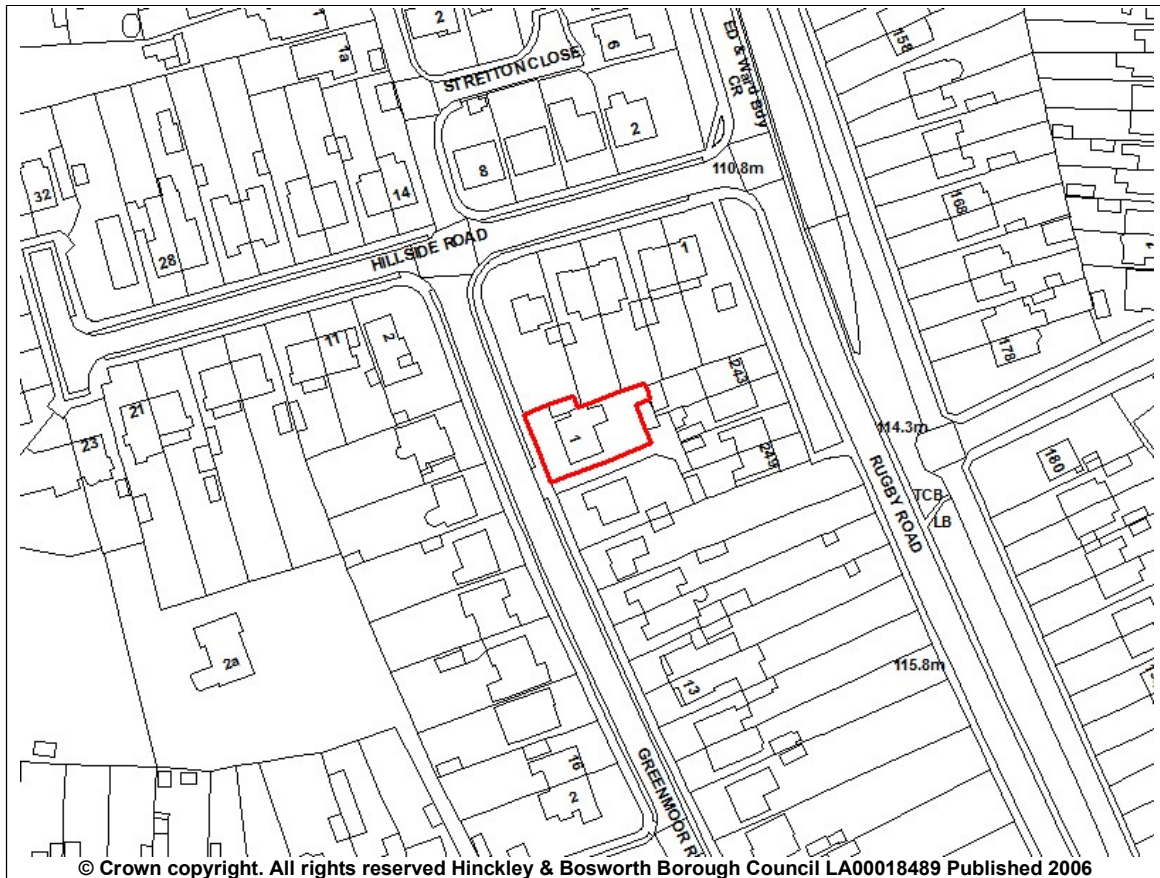 2
1a
6
STRETTON CLOSE
ED & Ward Bdy
CR
158
2
8
110.8m
32
14
168
28
HILLSIDE ROAD
1
11
2
178
243
21
23
1
114.3m
249
RUGBY ROAD
180
TCB
LB
2a
115.8m
13
16
2
GREENMOOR R
© Crown copyright. All rights reserved Hinckley & Bosworth Borough Council LA00018489 Published 2006